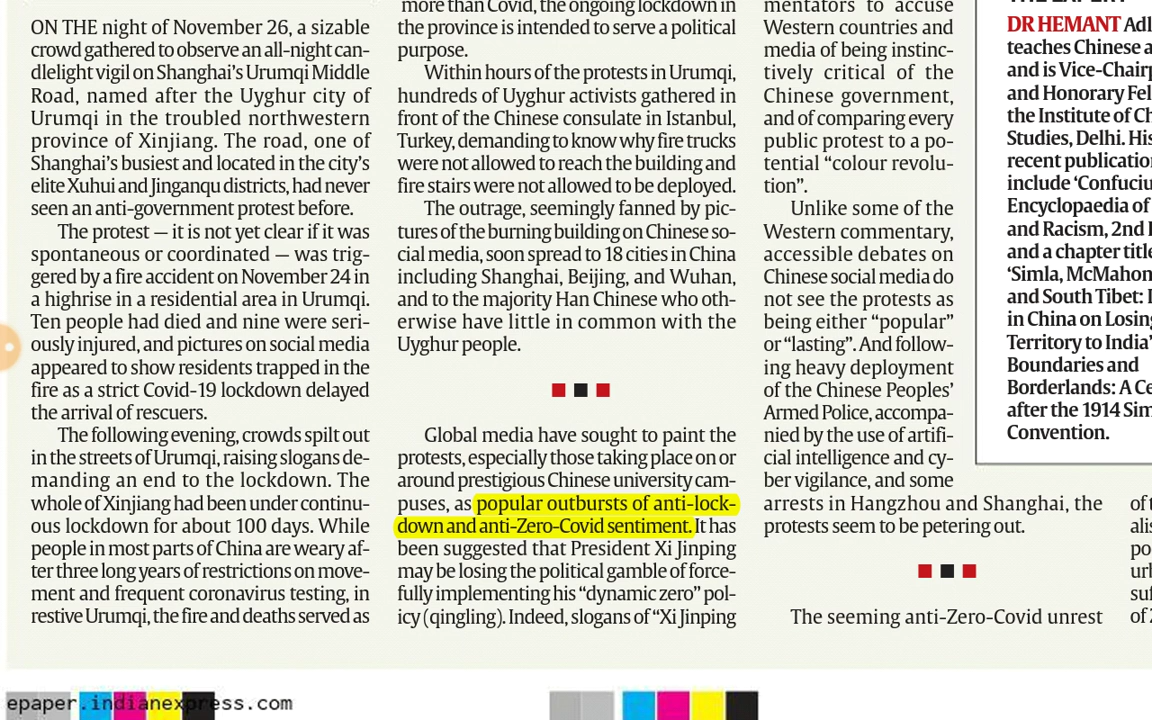 ON THE night of November 26, a sizable
crowd gathered to observe an all-night can-
dlelight vigil on Shanghai's Urumqi Middle
Road, named after the Uyghur city of
Urumqi in the troubled northwestern
province of Xinjiang. The road, one of
Shanghai's busiest and located in the city's
elite Xuhui and Jinganqu districts, had never
seen an anti-government protest before.
The protest — it is not yet clear if it was
spontaneous or coordinated — was trig-
gered by a fire accident on November 24 in
a highrise in a residential area in Urumqi.
Ten people had died and nine were seri-
ously injured, and pictures on social media
appeared to show residents trapped in the
fire as a strict Covid-19 lockdown delayed
the arrival of rescuers.
The following evening, crowds spilt out
in the streets of Urumqi, raising slogans de-
manding an end to the lockdown. The
whole of Xinjiang had been under continu-
ous lockdown for about 100 days. While
people in most parts of China are weary af-
ter three long years of restrictions on move-
ment and frequent coronavirus testing, in
restive Urumqi, the fire and deaths served as
more than Covid, the ongoing lockdown in
the province is intended to serve a political
purpose.
Within hours of the protests in Urumqi,
hundreds of Uyghur activists gathered in
front of the Chinese consulate in Istanbul,
Turkey, demanding to know why fire trucks
were not allowed to reach the building and
fire stairs were not allowed to be deployed.
The outrage, seemingly fanned by pic-
tures of the burning building on Chinese so-
cial media, soon spread to 18 cities in China
including Shanghai, Beijing, and Wuhan,
and to the majority Han Chinese who oth-
erwise have little in common with the
Uyghur people.
Global media have sought to paint the
protests, especially those taking place on or
around prestigious Chinese university cam-
puses, as popular outbursts of anti-lock-
down and anti-Zero-Covid sentiment. It has
been suggested that President Xi Jinping
may be losing the political gamble of force-
fully implementing his “dynamic zero” pol-
icy (qingling). Indeed, slogans of “Xi Jinping
mentators to accuse
Western countries and
media of being instinc-
tively critical of the
Chinese government,
and of comparing every
public protest to a po-
tential “colour revolu-
tion”.
Unlike some of the
Western commentary,
accessible debates on
Chinese social media do
not see the protests as
being either “popular”
or “lasting”. And follow-
ing heavy deployment
of the Chinese Peoples’
Armed Police, accompa-
nied by the use of artifi-
cial intelligence and cy-
ber vigilance, and some
arrests in Hangzhou and Shanghai, the
protests seem to be petering out.
The seeming anti-Zero-Covid unrest
DR HEMANT Adl
teaches Chinese a
and is Vice-Chairp
and Honorary Fel
the Institute of Ch
Studies, Delhi. His
recent publicatio
include ‘Confuciu
Encyclopaedia of
and Racism, 2nd
and a chapter title
‘Simla, McMahon
and South Tibet:
in China on Losing
Territory to India’
Boundaries and
Borderlands: A Ce
after the 1914 Sim
Convention.
of t
alis
po
urb
suf
of
epaper.indianexpress.com